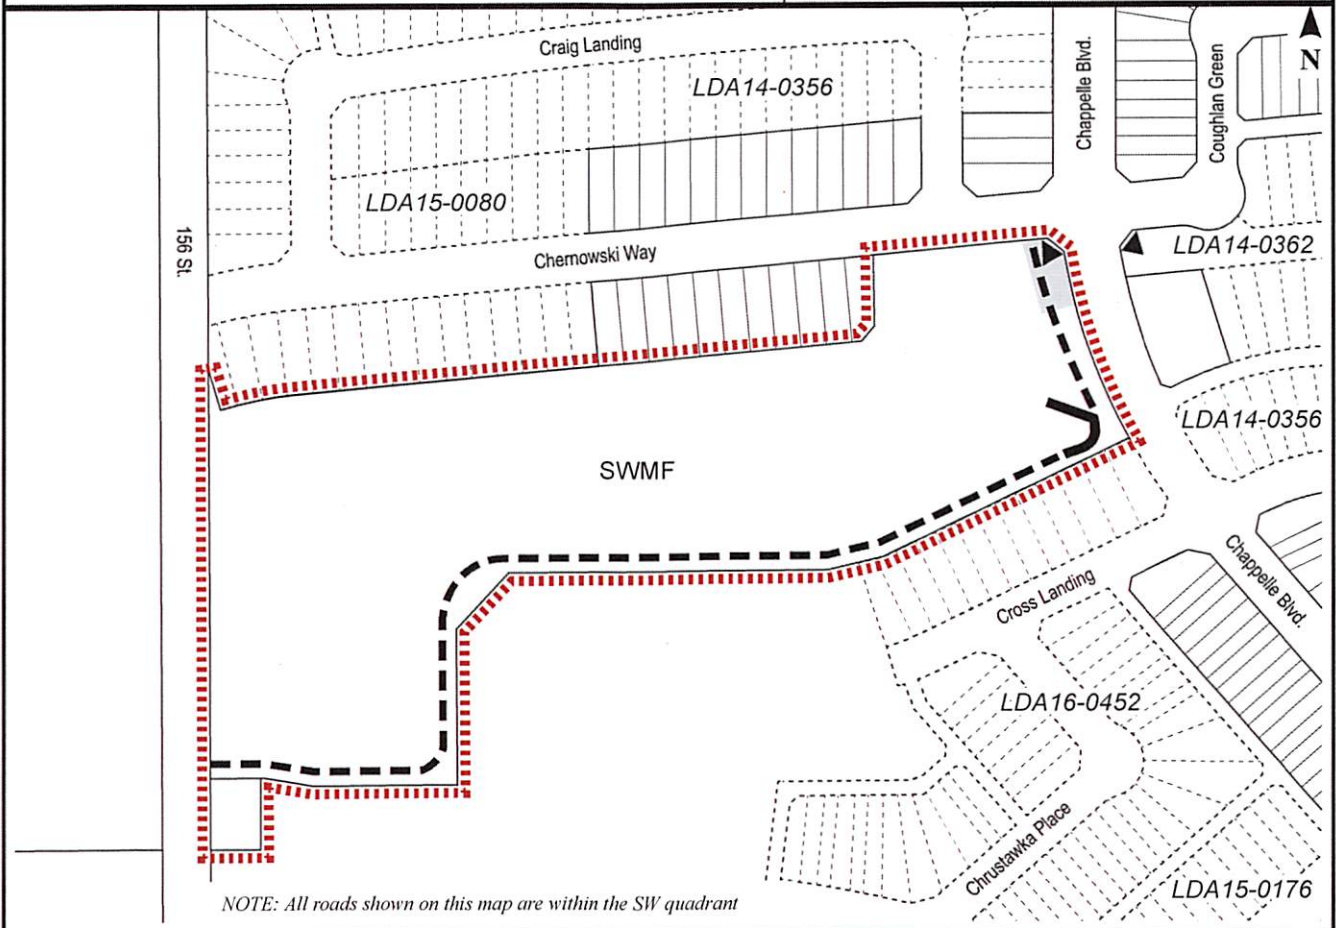 Craig Landing
LDA14-0356
Chappelle Blvd.
Coughlan Green
N
LDA15-0080
156 St.
Chernowski Way
LDA14-0362
LDA14-0356
SWMF
Chappelle Blvd.
Cross Landing
LDA16-0452
Chrustawka Place
LDA15-0176
NOTE: All roads shown on this map are within the SW quadrant